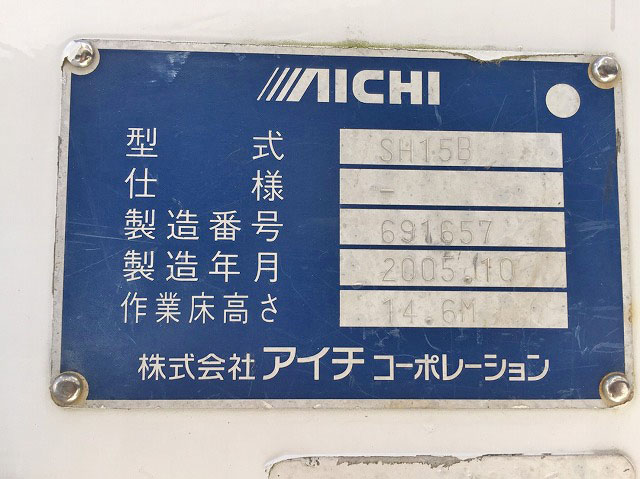 AICHI
型式 SH15B
仕様 -
製造番号 691657
製造年月 2005.10
作業床高さ 14.6M
株式会社 アイチ コーポレーション